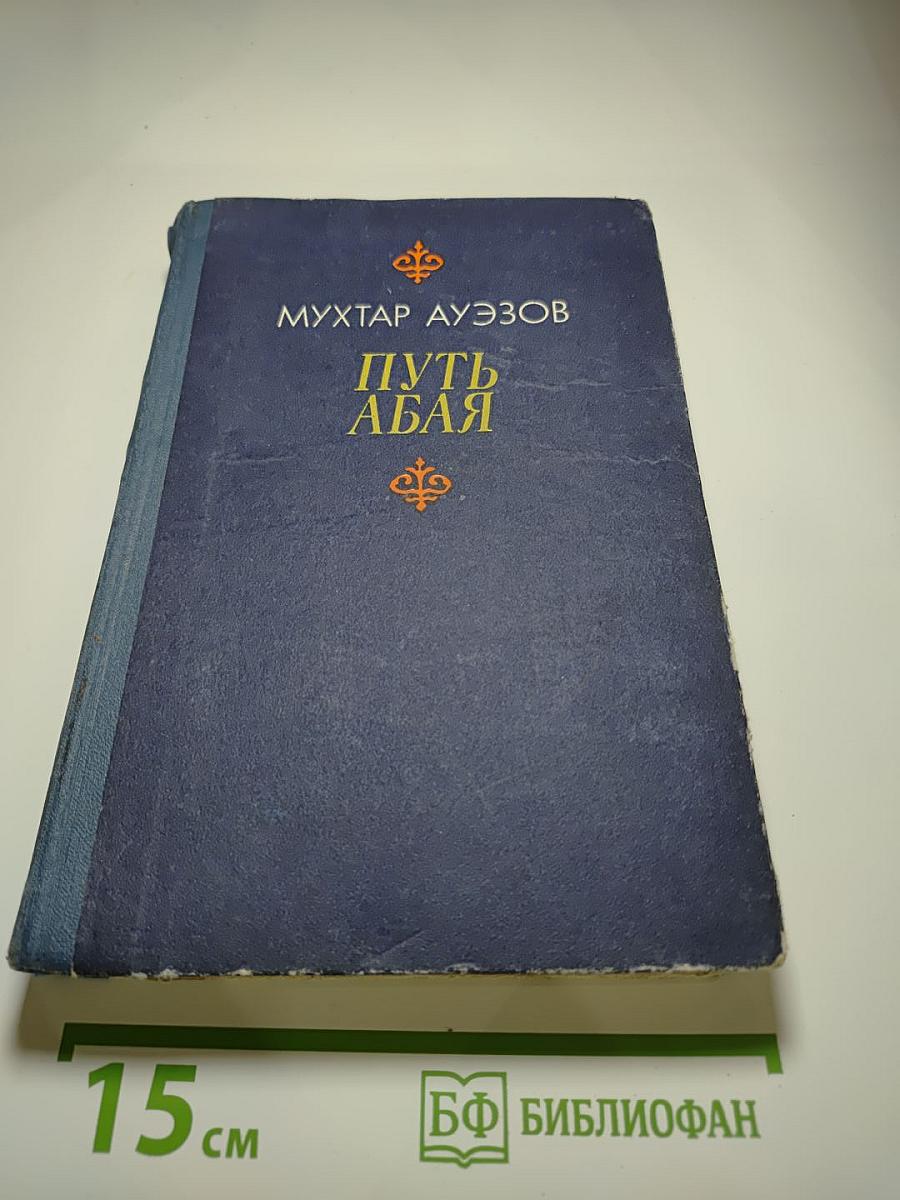 МУХТАР АУЭЗОВ
ПУТЬ
АБАЯ
15 см
БФ БИБЛИОФАН